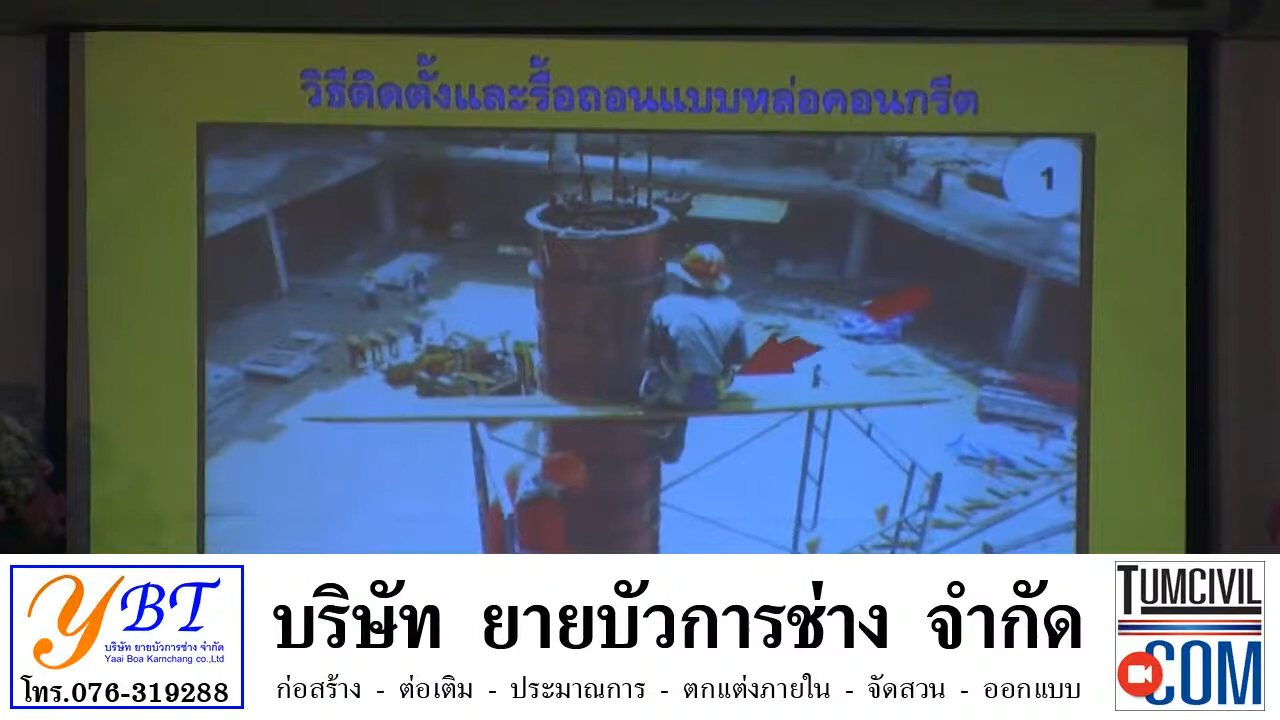 วิธีติดตั้งและรื้อถอนแบบหล่อคอนกรีต
1
YBT
บริษัท ยายบัวการช่าง จำกัด
Yaai Boa Karnchang co.,Ltd
โทร.076-319288
บริษัท ยายบัวการช่าง จำกัด
ก่อสร้าง - ต่อเติม - ประมาณการ - ตกแต่งภายใน - จัดสวน - ออกแบบ
TUMCIVIL
.COM